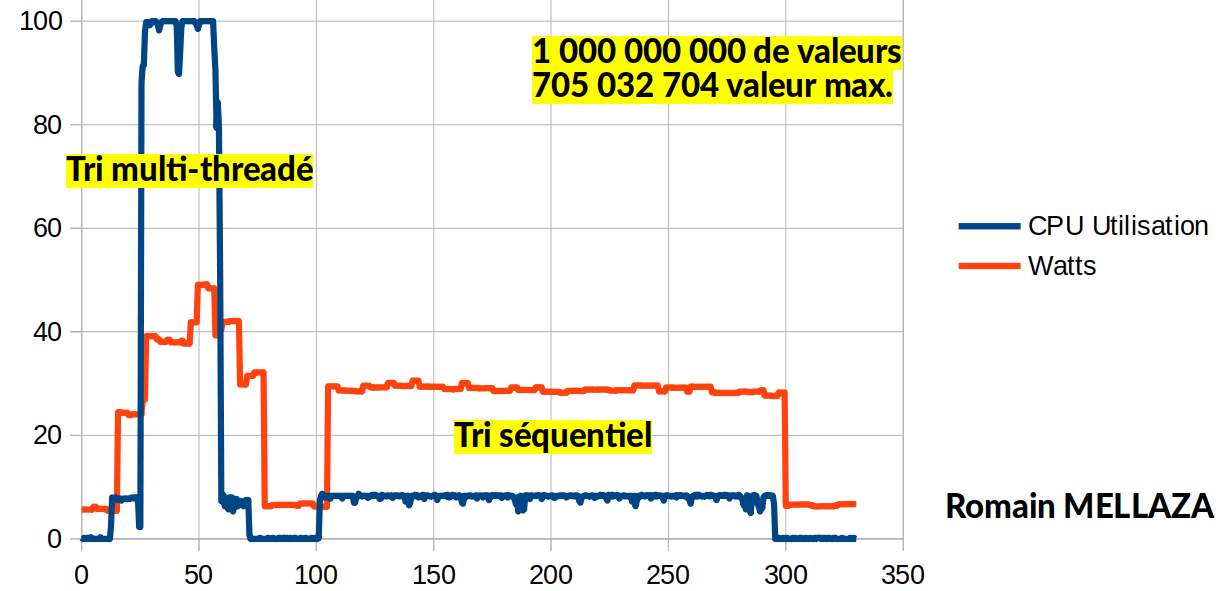 100
80
60
40
20
0
0 50 100 150 200 250 300 350
1 000 000 000 de valeurs
705 032 704 valeur max.
Tri multi-threadé
Tri séquentiel
CPU Utilisation
Watts
Romain MELLAZA